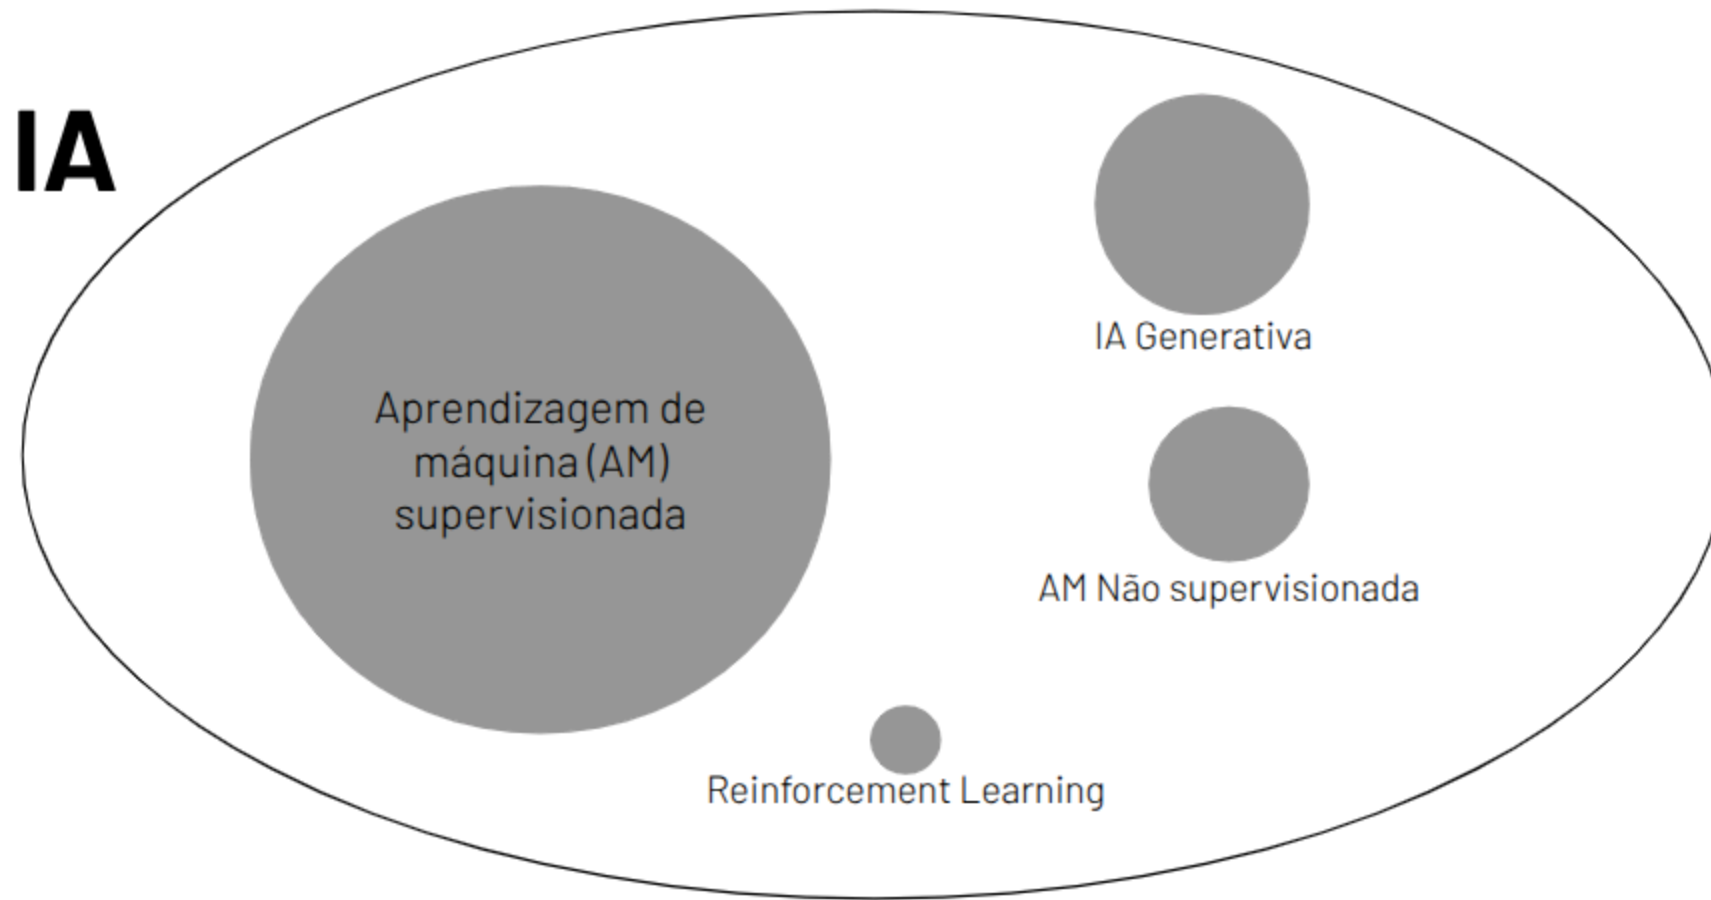 IA
Aprendizagem de
máquina (AM)
supervisionada
IA Generativa
AM Não supervisionada
Reinforcement Learning